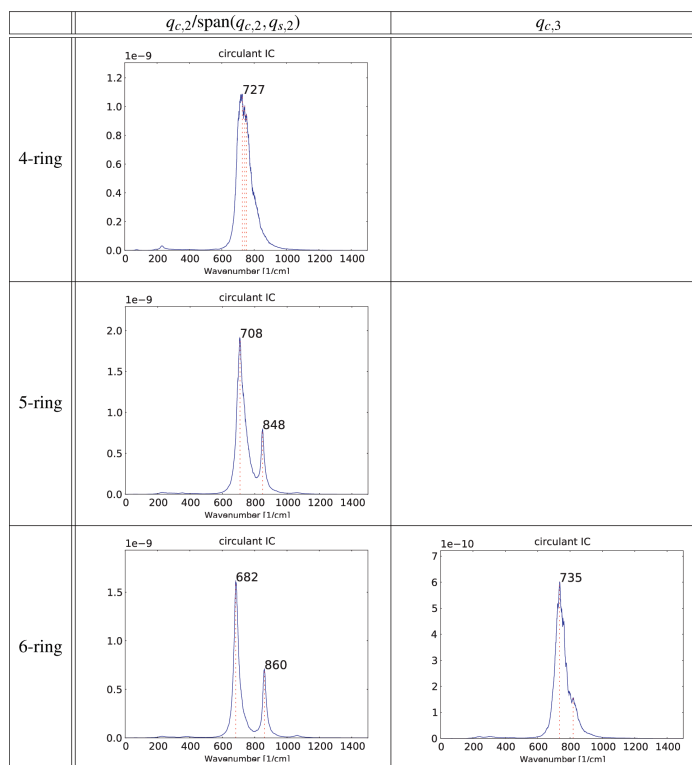 q_{c,2}/span(q_{c,2}, q_{s,2}) q_{c,3}
4-ring
1e−9 circulant IC
727
1.2
1.0
0.8
0.6
0.4
0.2
0.0
0 200 400 600 800 1000 1200 1400
Wavenumber [1/cm]
5-ring
1e−9 circulant IC
708
848
2.0
1.5
1.0
0.5
0.0
0 200 400 600 800 1000 1200 1400
Wavenumber [1/cm]
6-ring
1e−9 circulant IC
682
860
1.5
1.0
0.5
0.0
0 200 400 600 800 1000 1200 1400
Wavenumber [1/cm]
1e−10 circulant IC
735
7
6
5
4
3
2
1
0
0 200 400 600 800 1000 1200 1400
Wavenumber [1/cm]